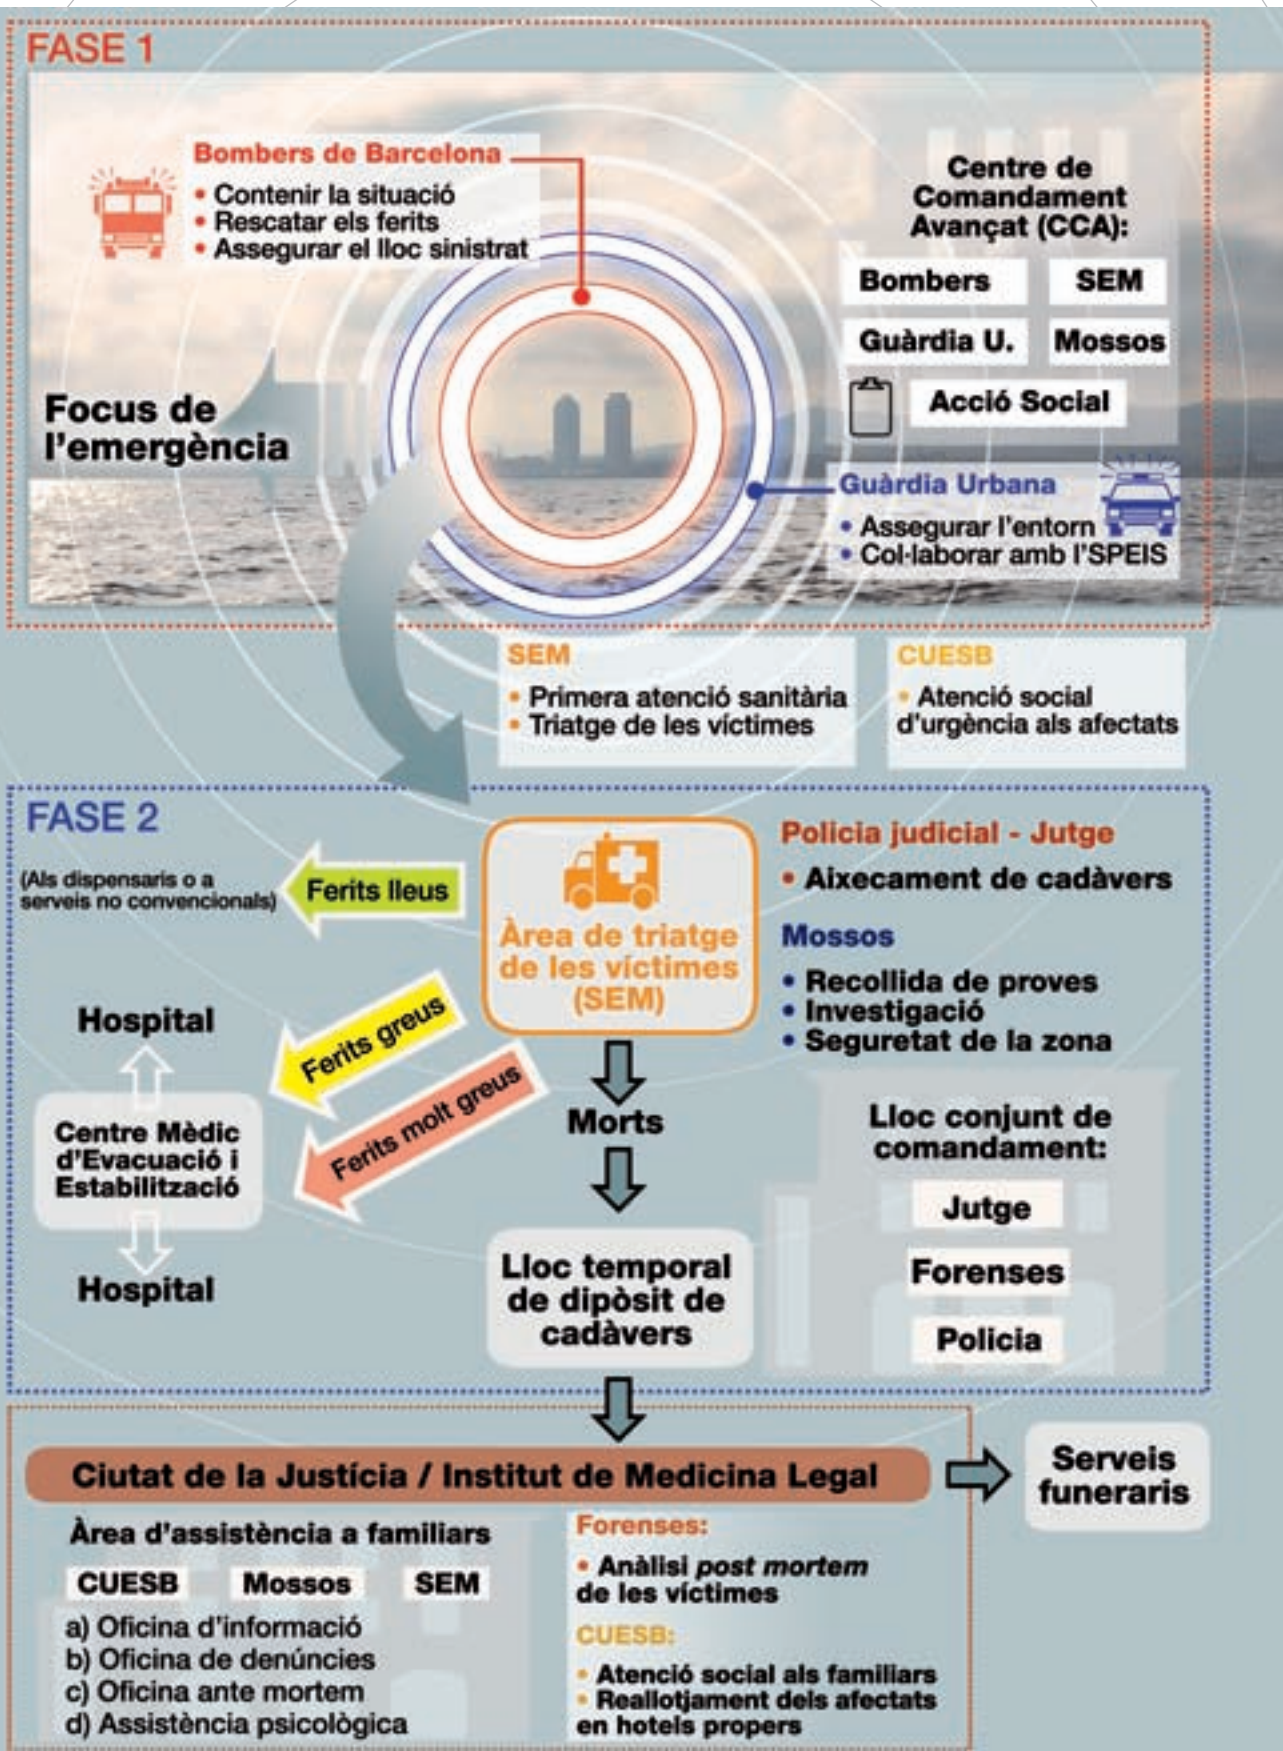 FASE 1
Bombers de Barcelona
• Contenir la situació
• Rescatar els ferits
• Assegurar el lloc sinistrat
Centre de
Comandament
Avançat (CCA):
Bombers
SEM
Guàrdia U.
Mossos
Acció Social
Focus de
l'emergència
Guàrdia Urbana
• Assegurar l'entorn
• Col·laborar amb l'SPEIS
SEM
• Primera atenció sanitària
• Triatge de les víctimes
CUESB
• Atenció social
d'urgència als afectats
FASE 2
(Als dispensaris o a
serveis no convencionals)
Ferits lleus
Àrea de triatge
de les víctimes
(SEM)
Policia judicial - Jutge
• Aixecament de cadàvers
Mossos
• Recollida de proves
• Investigació
• Seguretat de la zona
Hospital
Ferits greus
Ferits molt greus
Centre Mèdic
d'Evacuació i
Estabilització
Hospital
Morts
Lloc temporal
de dipòsit de
cadàvers
Lloc conjunt de
comandament:
Jutge
Forenses
Policia
Ciutat de la Justícia / Institut de Medicina Legal
Serveis
funeraris
Àrea d'assistència a familiars
CUESB
Mossos
SEM
a) Oficina d'informació
b) Oficina de denúncies
c) Oficina ante mortem
d) Assistència psicològica
Forenses:
• Anàlisi post mortem
de les víctimes
CUESB:
• Atenció social als familiars
• Reallotjament dels afectats
en hotels propers